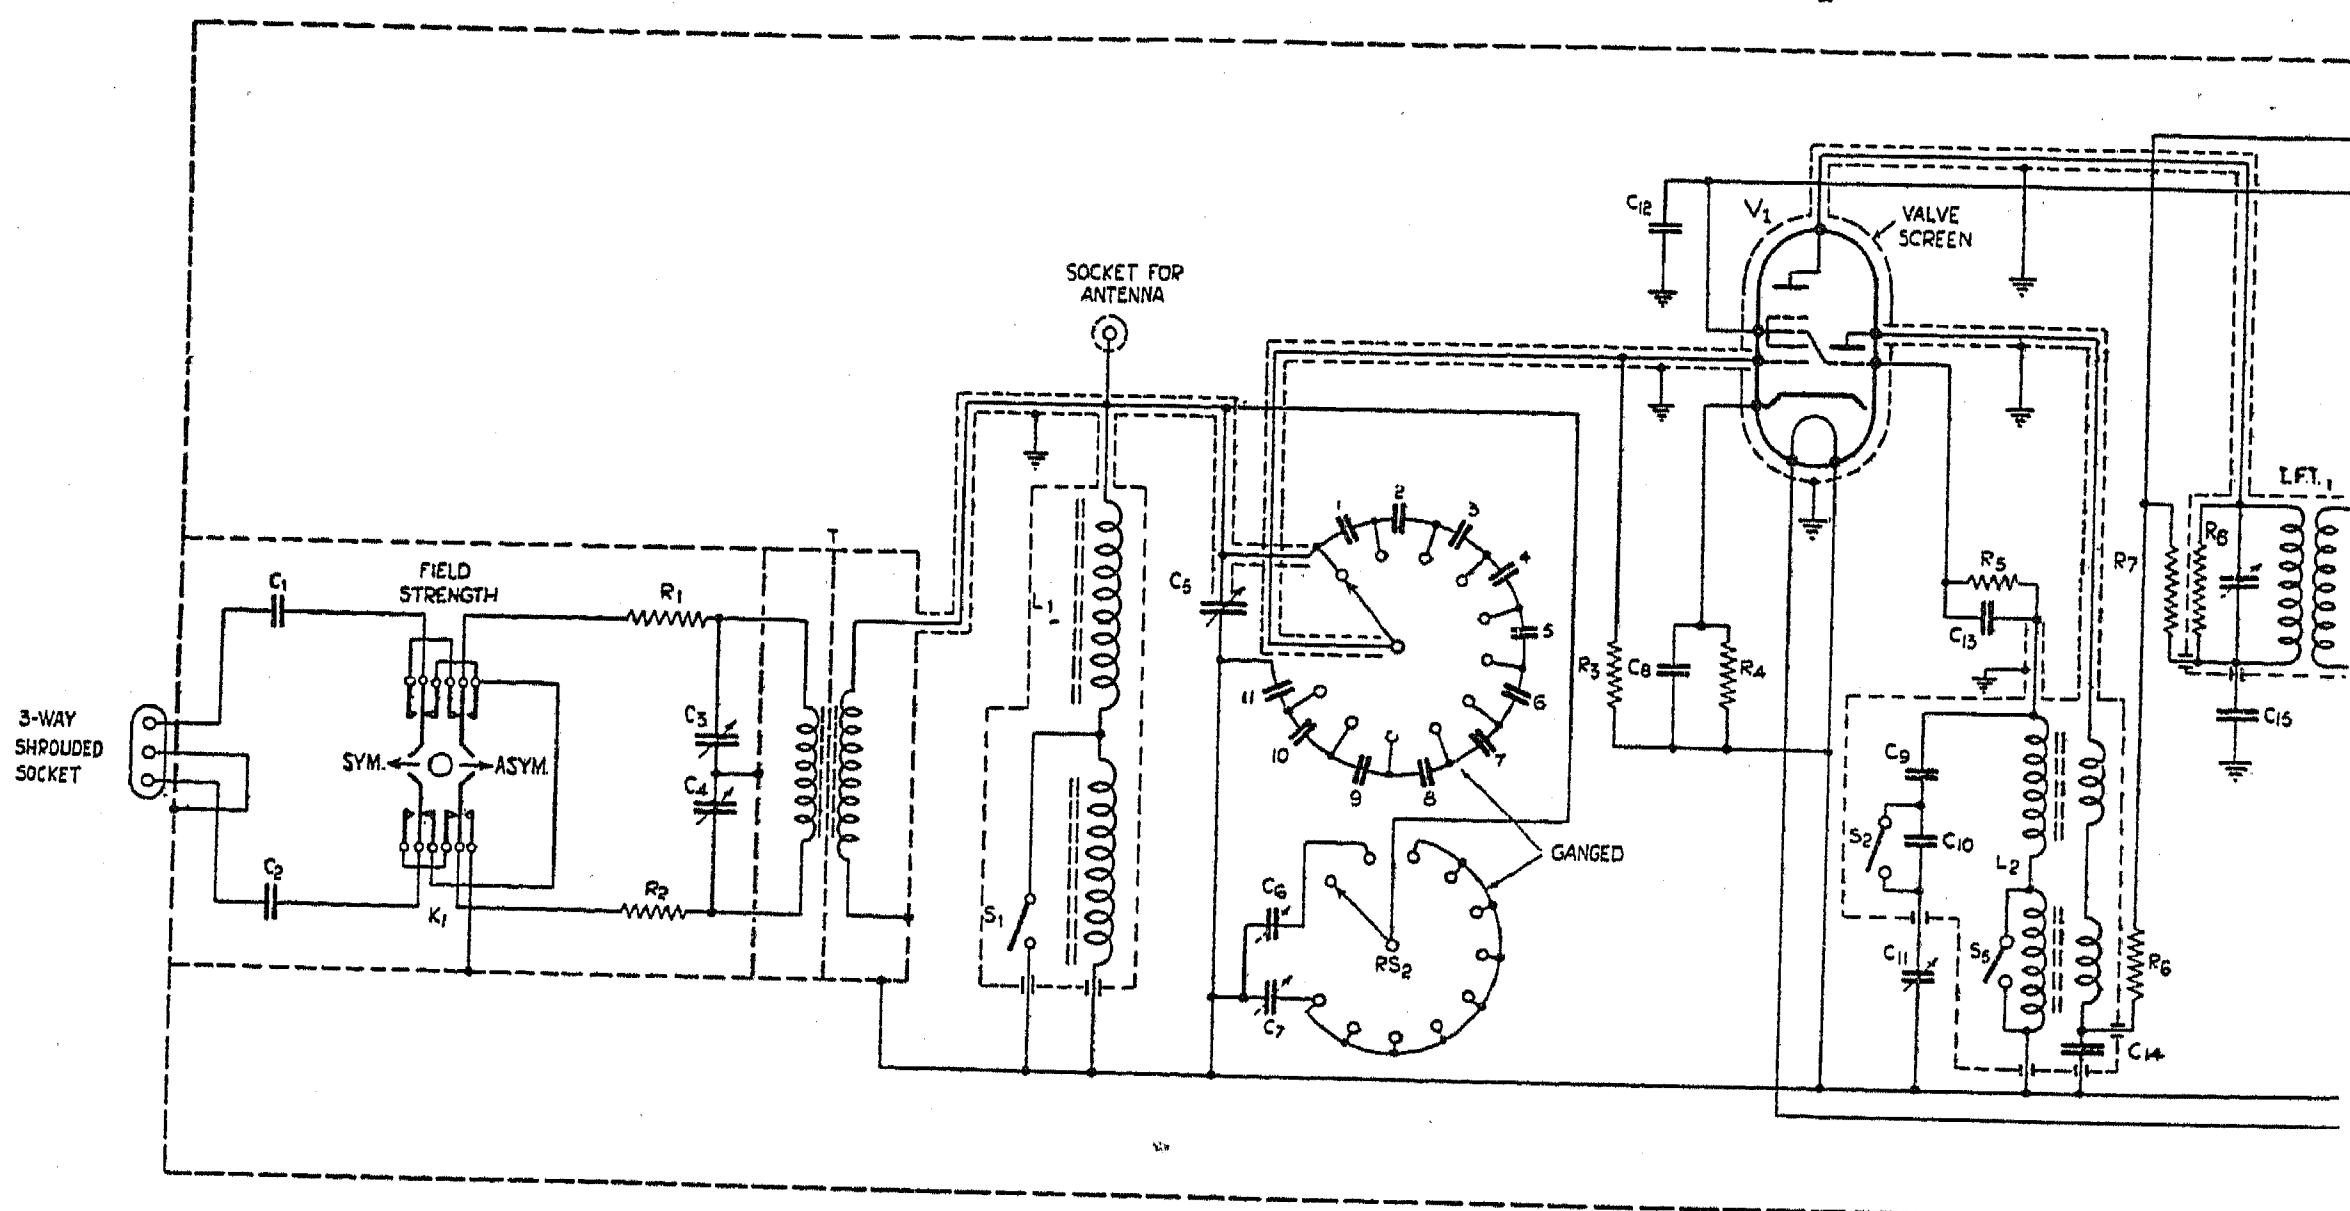 SOCKET FOR
ANTENNA
C12
V1
VALVE
SCREEN
I.F.T. 1
C1
FIELD
STRENGTH
R1
L1
C5
1
2
3
4
5
6
7
8
9
10
11
R3
C8
R4
R5
C13
R7
R8
C15
3-WAY
SHROUDED
SOCKET
SYM.
ASYM.
C3
C4
C2
K1
R2
S1
C6
C7
RS2
GANGED
C9
S2
C10
L2
C11
S5
R6
C14